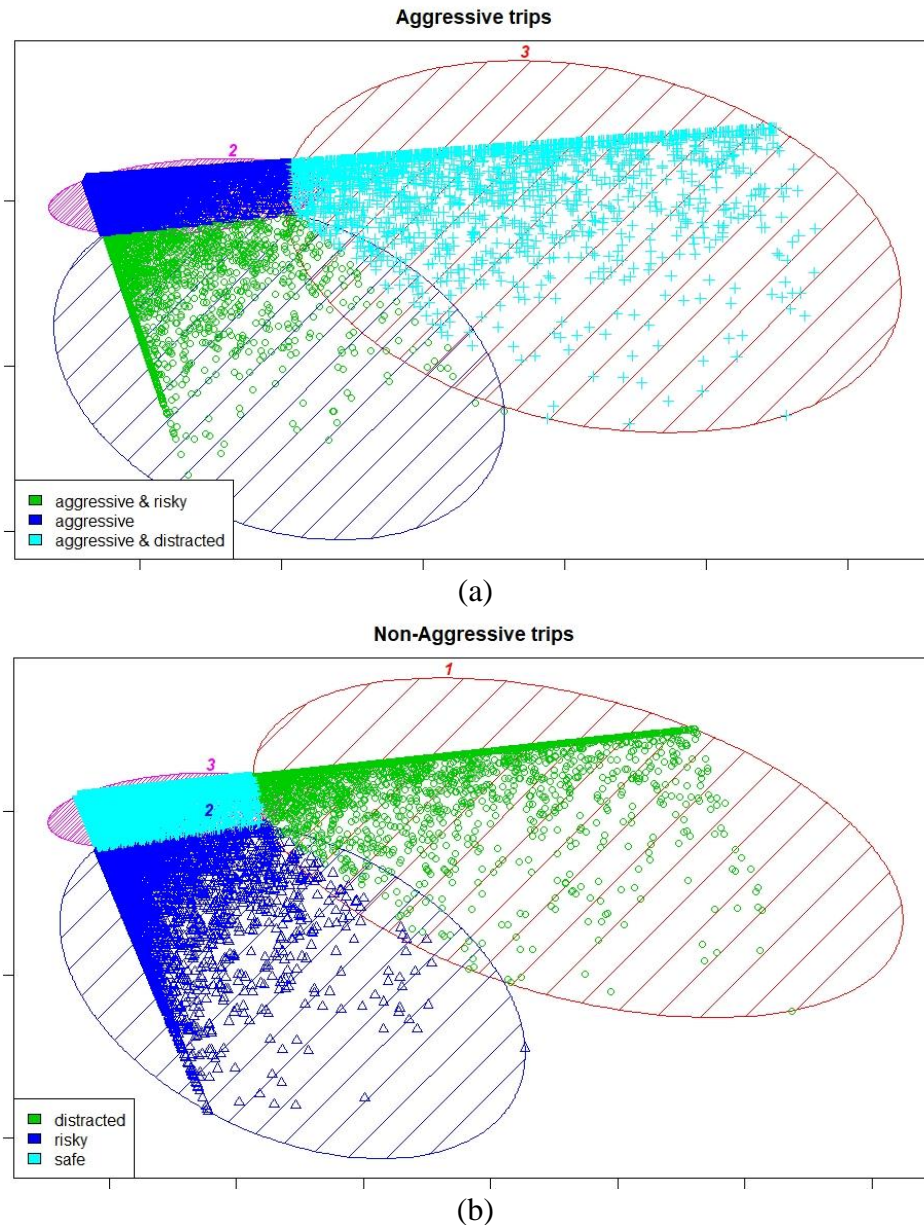 Aggressive trips
3
2
aggressive & risky
aggressive
aggressive & distracted
(a)
Non-Aggressive trips
1
3
2
distracted
risky
safe
(b)